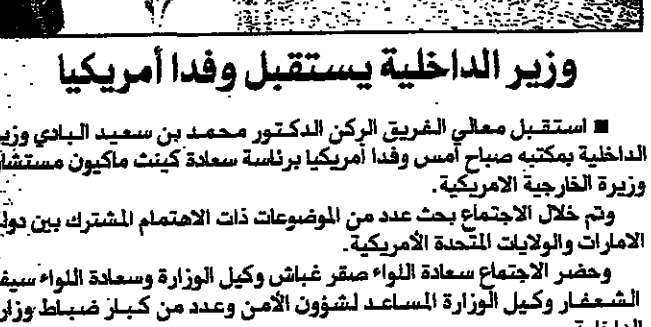 وزير الداخلية يستقبل وفدا أمريكيا
■ استقبل معالي الفريق الركن الدكتور محمد بن سعيد البادي وزير
الداخلية بمكتبه صباح أمس وفدا أمريكيا برئاسة سعادة كينث ماكيون مستشار
وزيرة الخارجية الامريكية.
وتم خلال الاجتماع بحث عدد من الموضوعات ذات الاهتمام المشترك بين دولة
الامارات والولايات المتحدة الأمريكية.
وحضر الاجتماع سعادة اللواء صقر غباش وكيل الوزارة وسعادة اللواء سيف
الشعفار وكيل الوزارة المساعد لشؤون الأمن وعدد من كبار ضباط وزارة